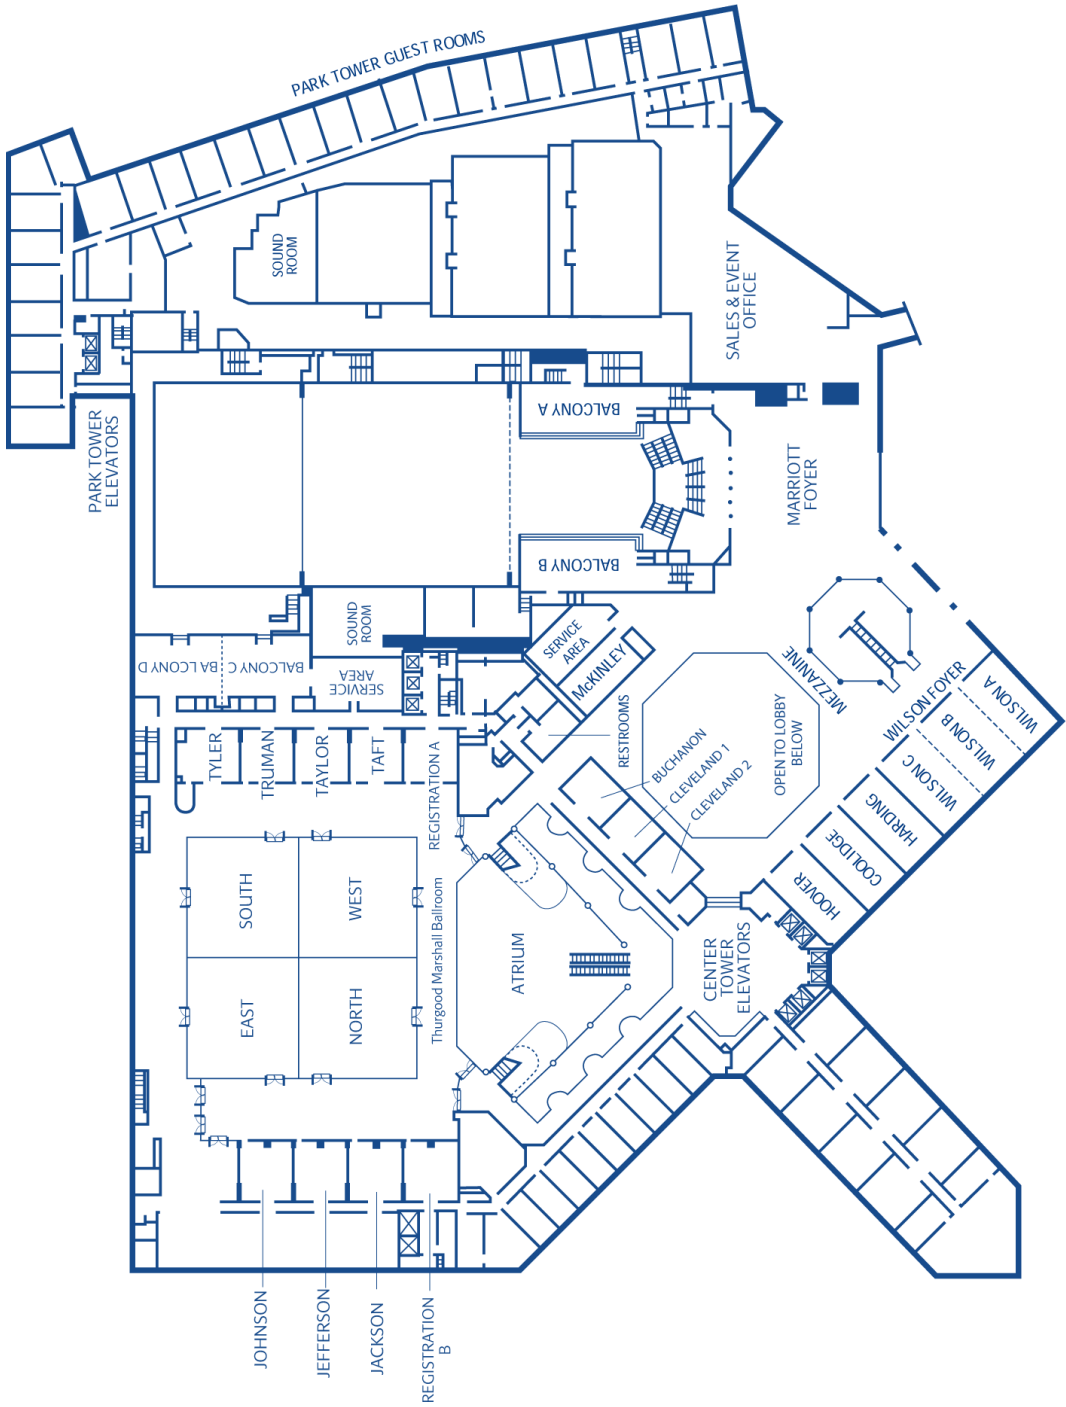 PARK TOWER GUEST ROOMS
SOUND
ROOM
SALES & EVENT
OFFICE
PARK TOWER
ELEVATORS
BALCONY A
MARRIOTT
FOYER
BALCONY B
SOUND
ROOM
SERVICE
AREA
McKINLEY
BALCONY D
BALCONY C
SERVICE
AREA
MEZZANINE
WILSON FOYER
WILSON A
WILSON B
WILSON C
HARDING
COOLIDGE
HOOVER
RESTROOMS
BUCHANON
CLEVELAND 1
CLEVELAND 2
OPEN TO LOBBY
BELOW
TYLER
TRUMAN
TAYLOR
TAFT
REGISTRATION A
SOUTH
WEST
EAST
NORTH
Thurgood Marshall Ballroom
ATRIUM
CENTER
TOWER
ELEVATORS
JOHNSON
JEFFERSON
JACKSON
REGISTRATION
B